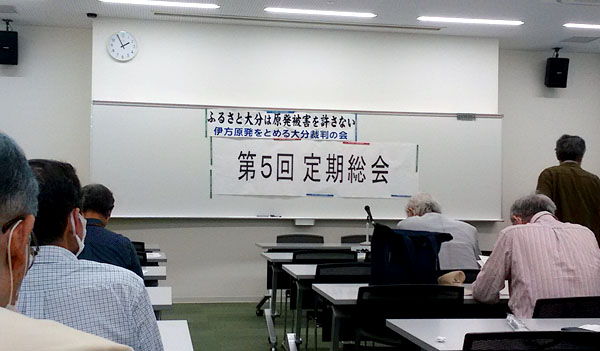 ふるさと大分は原発被害を許さない
伊方原発をとめる大分裁判の会
第5回 定期総会